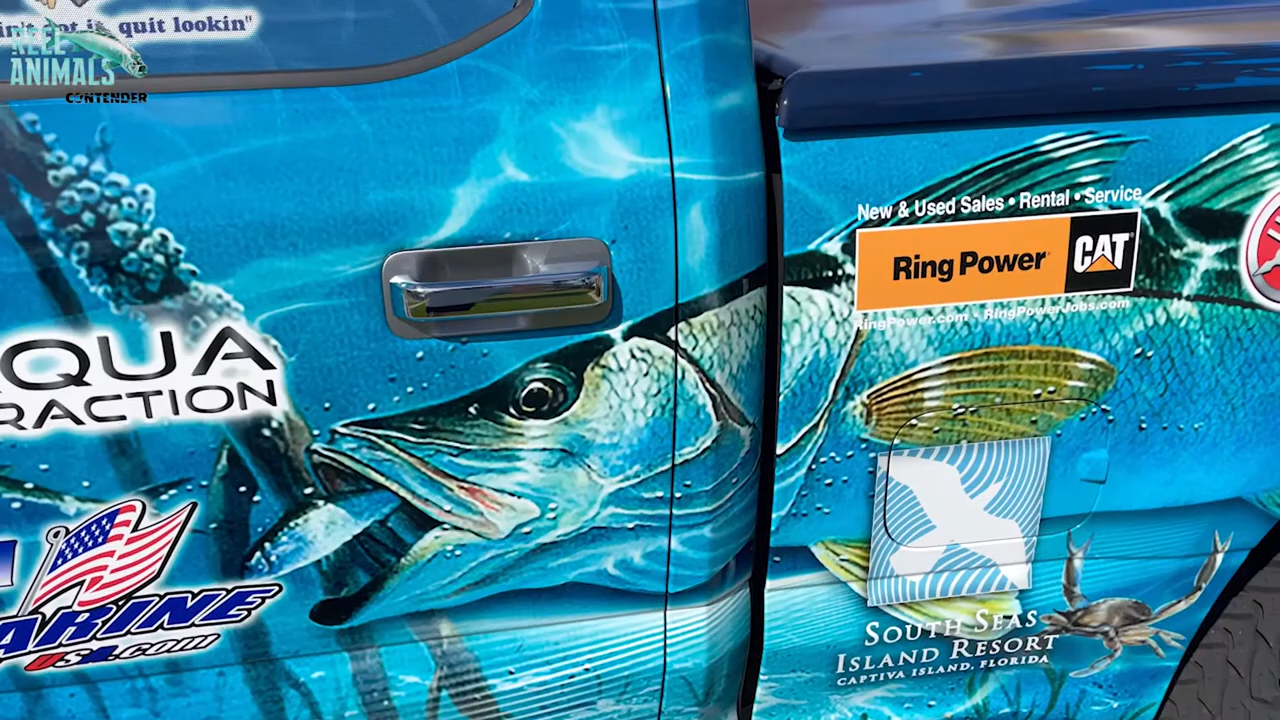 quit lookin"
REEL
ANIMALS
CONTENDER
New & Used Sales • Rental • Service
Ring Power CAT
RingPower.com • RingPowerJobs.com
QUA
RACTION
ARINE
USA.com
SOUTH SEAS
ISLAND RESORT
CAPTIVA ISLAND, FLORIDA